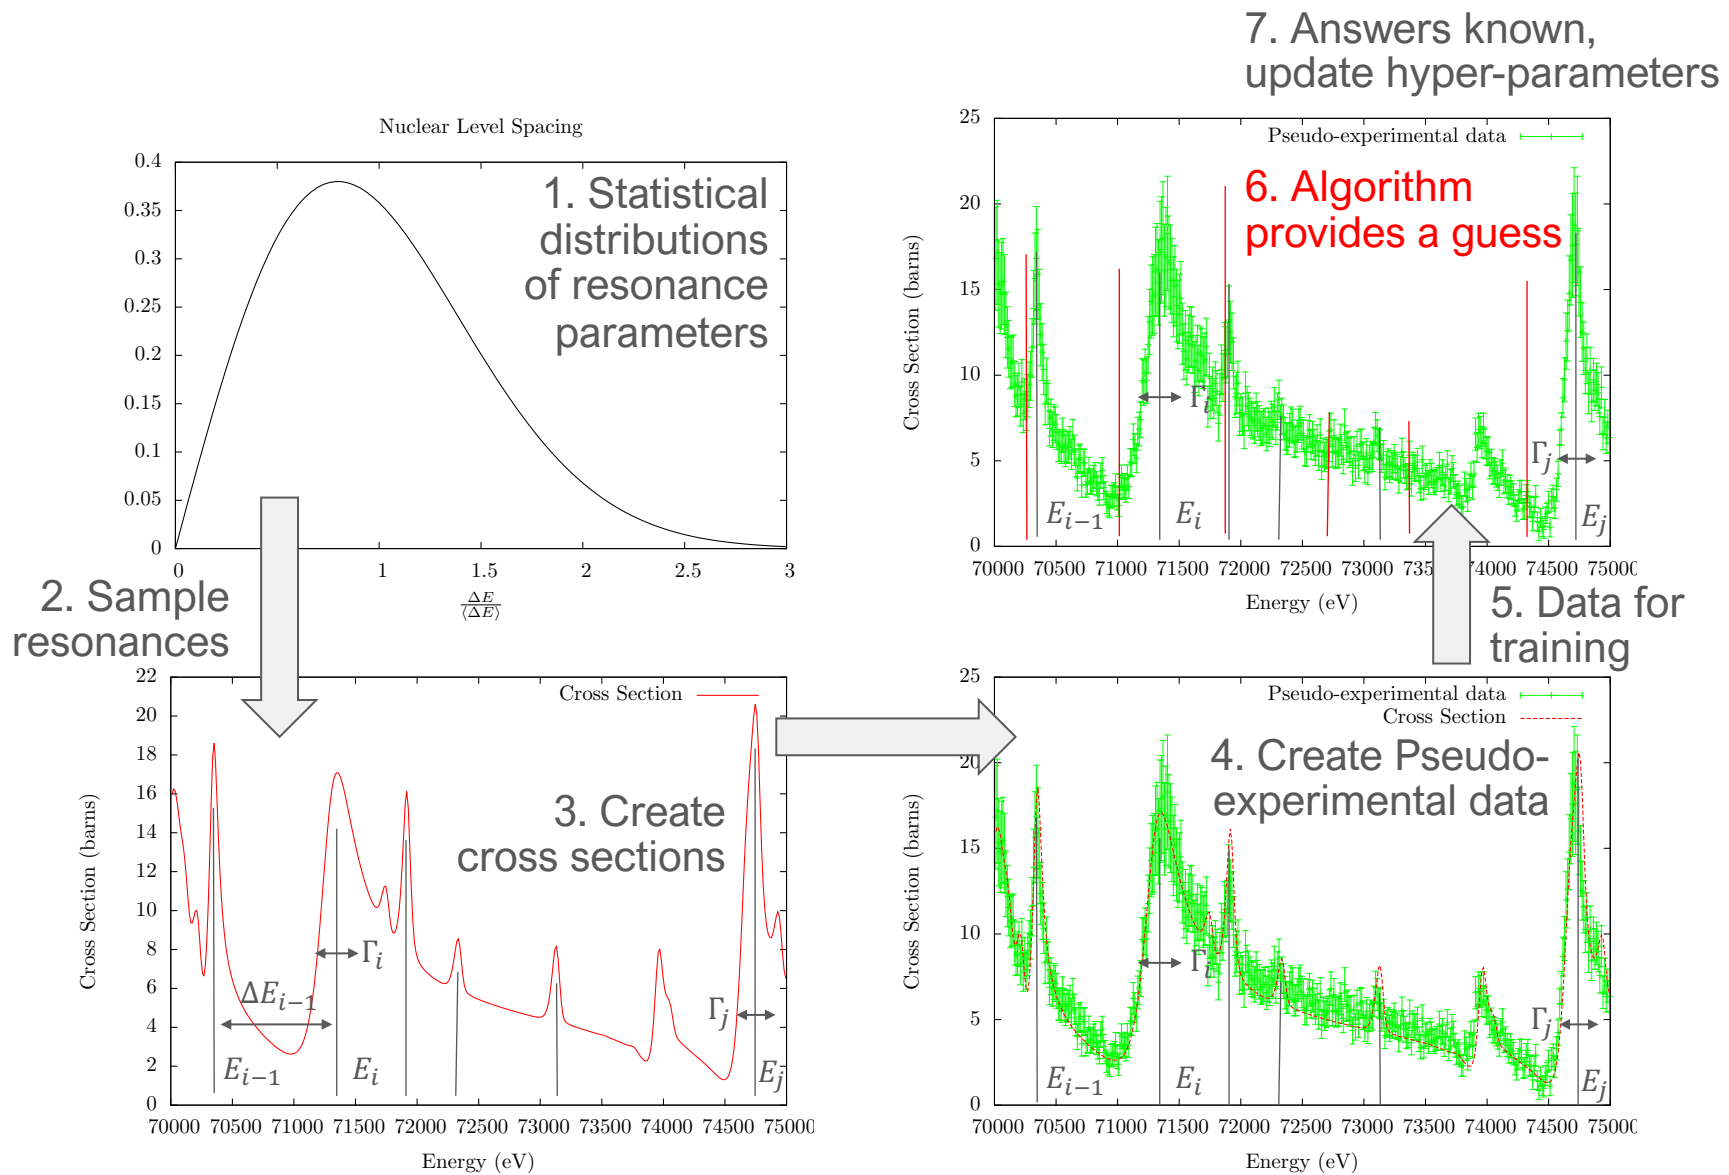 7. Answers known,
update hyper-parameters
Nuclear Level Spacing
0.4
0.35
0.3
0.25
0.2
0.15
0.1
0.05
0
0
1
1.5
2
2.5
3
ΔE
⟨ΔE⟩
1. Statistical
distributions
of resonance
parameters
2. Sample
resonances
25
20
15
10
5
0
Cross Section (barns)
Pseudo-experimental data
6. Algorithm
provides a guess
Γi
Γj
Ei−1
Ei
Ej
70000 70500 71000 71500 72000 72500 73000 7350 74000 74500 7500
Energy (eV)
5. Data for
training
22
20
18
16
14
12
10
8
6
4
2
0
Cross Section (barns)
Cross Section
3. Create
cross sections
Γi
ΔEi−1
Γj
Ei−1
Ei
Ej
70000 70500 71000 71500 72000 72500 73000 73500 74000 74500 7500
Energy (eV)
25
20
15
10
5
0
Cross Section (barns)
Pseudo-experimental data
Cross Section
4. Create Pseudo-
experimental data
Γi
Γj
Ei−1
Ei
Ej
70000 70500 71000 71500 72000 72500 73000 73500 74000 74500 7500
Energy (eV)